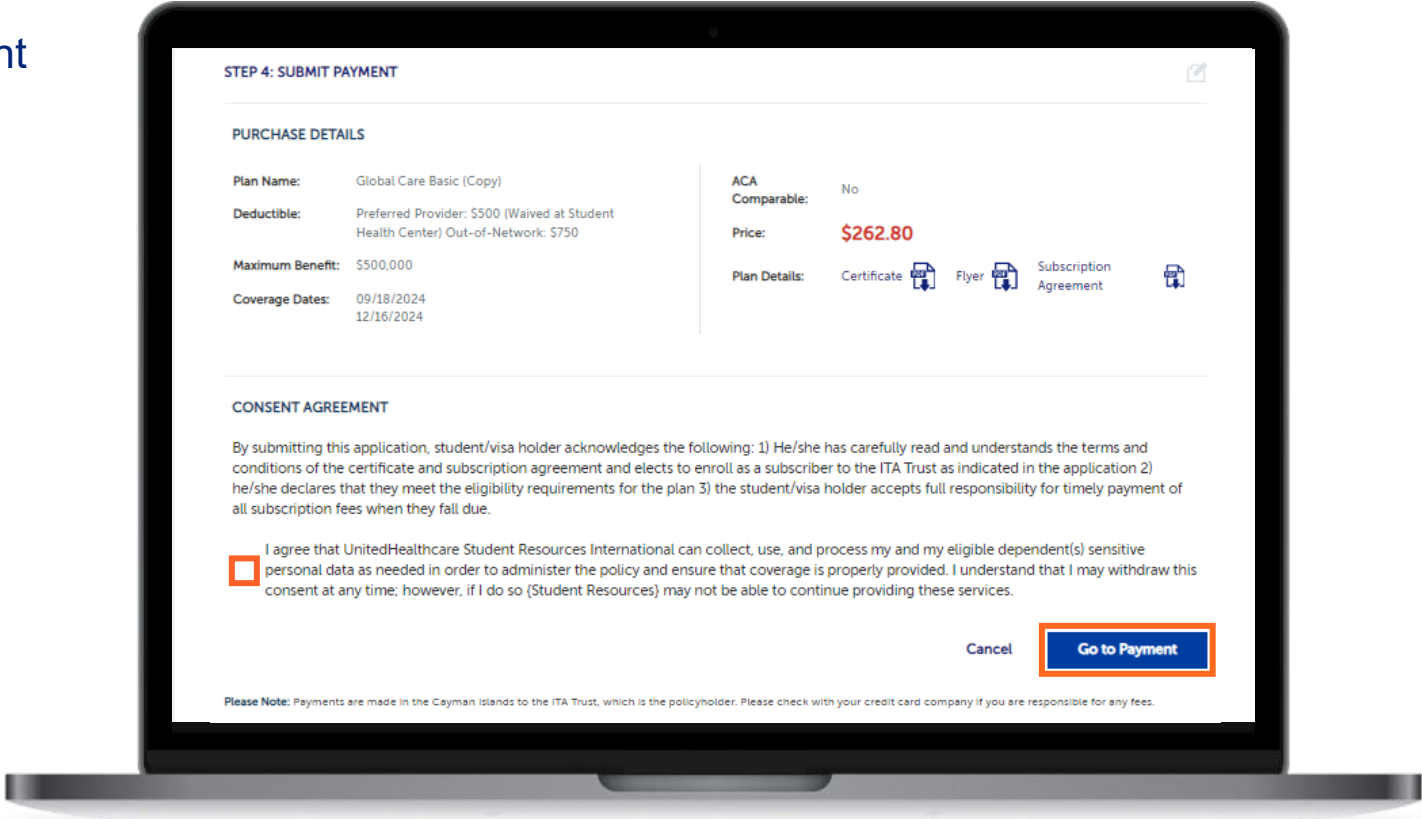 nt
STEP 4: SUBMIT PAYMENT
PURCHASE DETAILS
Plan Name: Global Care Basic (Copy)
Deductible: Preferred Provider: $500 (Waived at Student
Health Center) Out-of-Network: $750
Maximum Benefit: $500,000
Coverage Dates: 09/18/2024
12/16/2024
ACA
Comparable: No
Price: $262.80
Plan Details: Certificate PDF Flyer PDF Subscription
Agreement PDF
CONSENT AGREEMENT
By submitting this application, student/visa holder acknowledges the following: 1) He/she has carefully read and understands the terms and
conditions of the certificate and subscription agreement and elects to enroll as a subscriber to the ITA Trust as indicated in the application 2)
he/she declares that they meet the eligibility requirements for the plan 3) the student/visa holder accepts full responsibility for timely payment of
all subscription fees when they fall due.
I agree that UnitedHealthcare Student Resources International can collect, use, and process my and my eligible dependent(s) sensitive
personal data as needed in order to administer the policy and ensure that coverage is properly provided. I understand that I may withdraw this
consent at any time; however, if I do so {Student Resources} may not be able to continue providing these services.
Cancel Go to Payment
Please Note: Payments are made in the Cayman Islands to the ITA Trust, which is the policyholder. Please check with your credit card company if you are responsible for any fees.